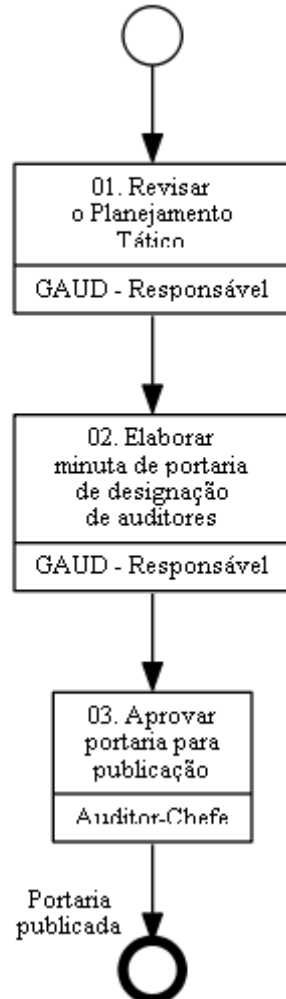 01. Revisar
o Planejamento
Tático
GAUD - Responsável
02. Elaborar
minuta de portaria
de designação
de auditores
GAUD - Responsável
03. Aprovar
portaria para
publicação
Auditor-Chefe
Portaria
publicada